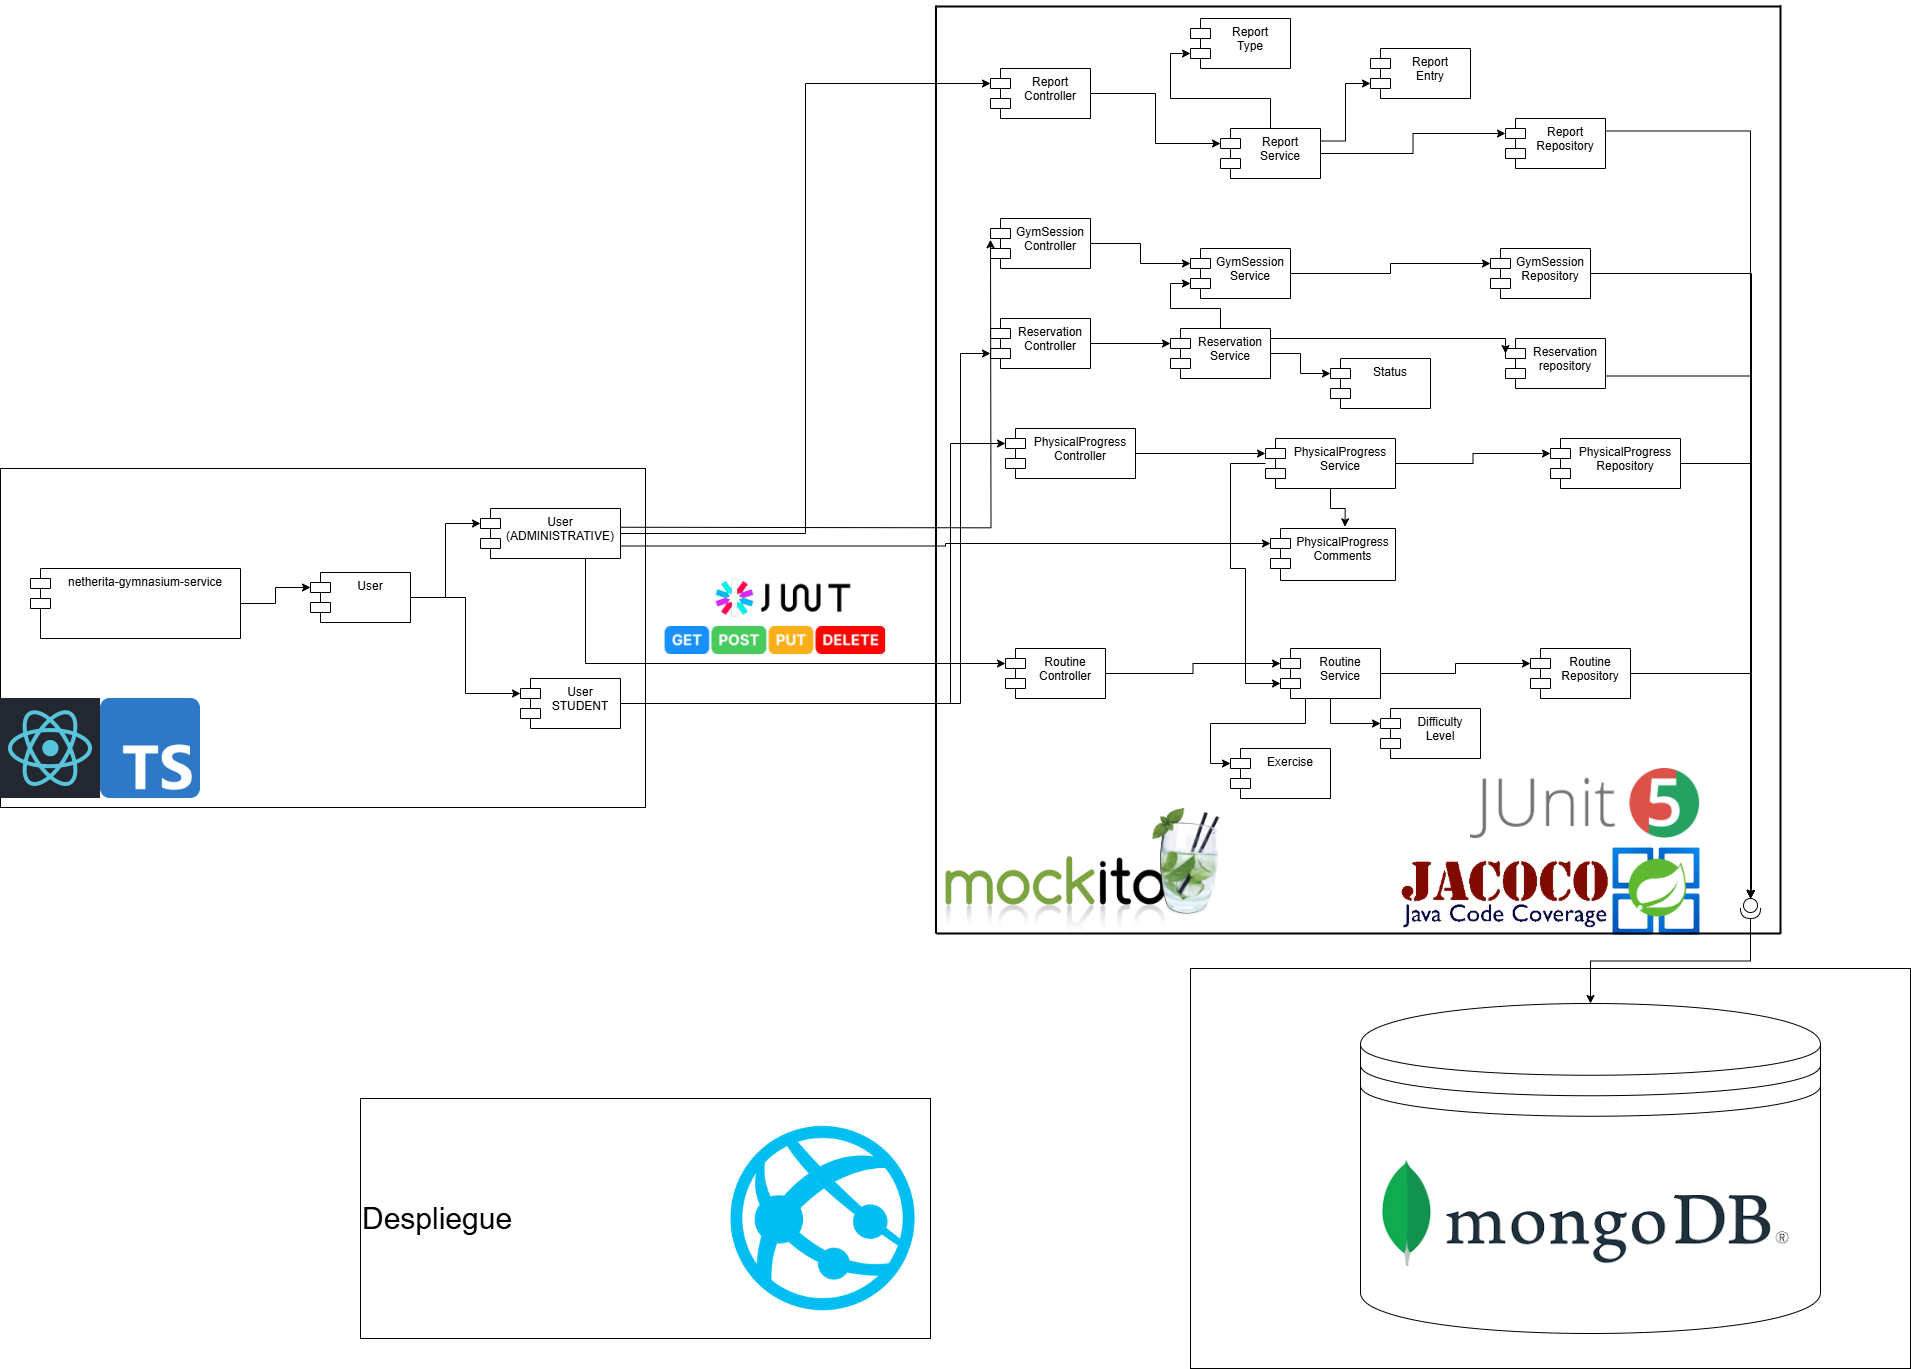 Report
Type
Report
Entry
Report
Controller
Report
Service
Report
Repository
GymSession
Controller
GymSession
Service
GymSession
Repository
Reservation
Controller
Reservation
Service
Reservation
repository
Status
PhysicalProgress
Controller
PhysicalProgress
Service
PhysicalProgress
Repository
PhysicalProgress
Comments
netherita-gymnasium-service
User
User
(ADMINISTRATIVE)
User
STUDENT
JWT
GET POST PUT DELETE
Routine
Controller
Routine
Service
Routine
Repository
Difficulty
Level
Exercise
TS
JUnit 5
mockito
JACOCO
Java Code Coverage
Despliegue
mongoDB®